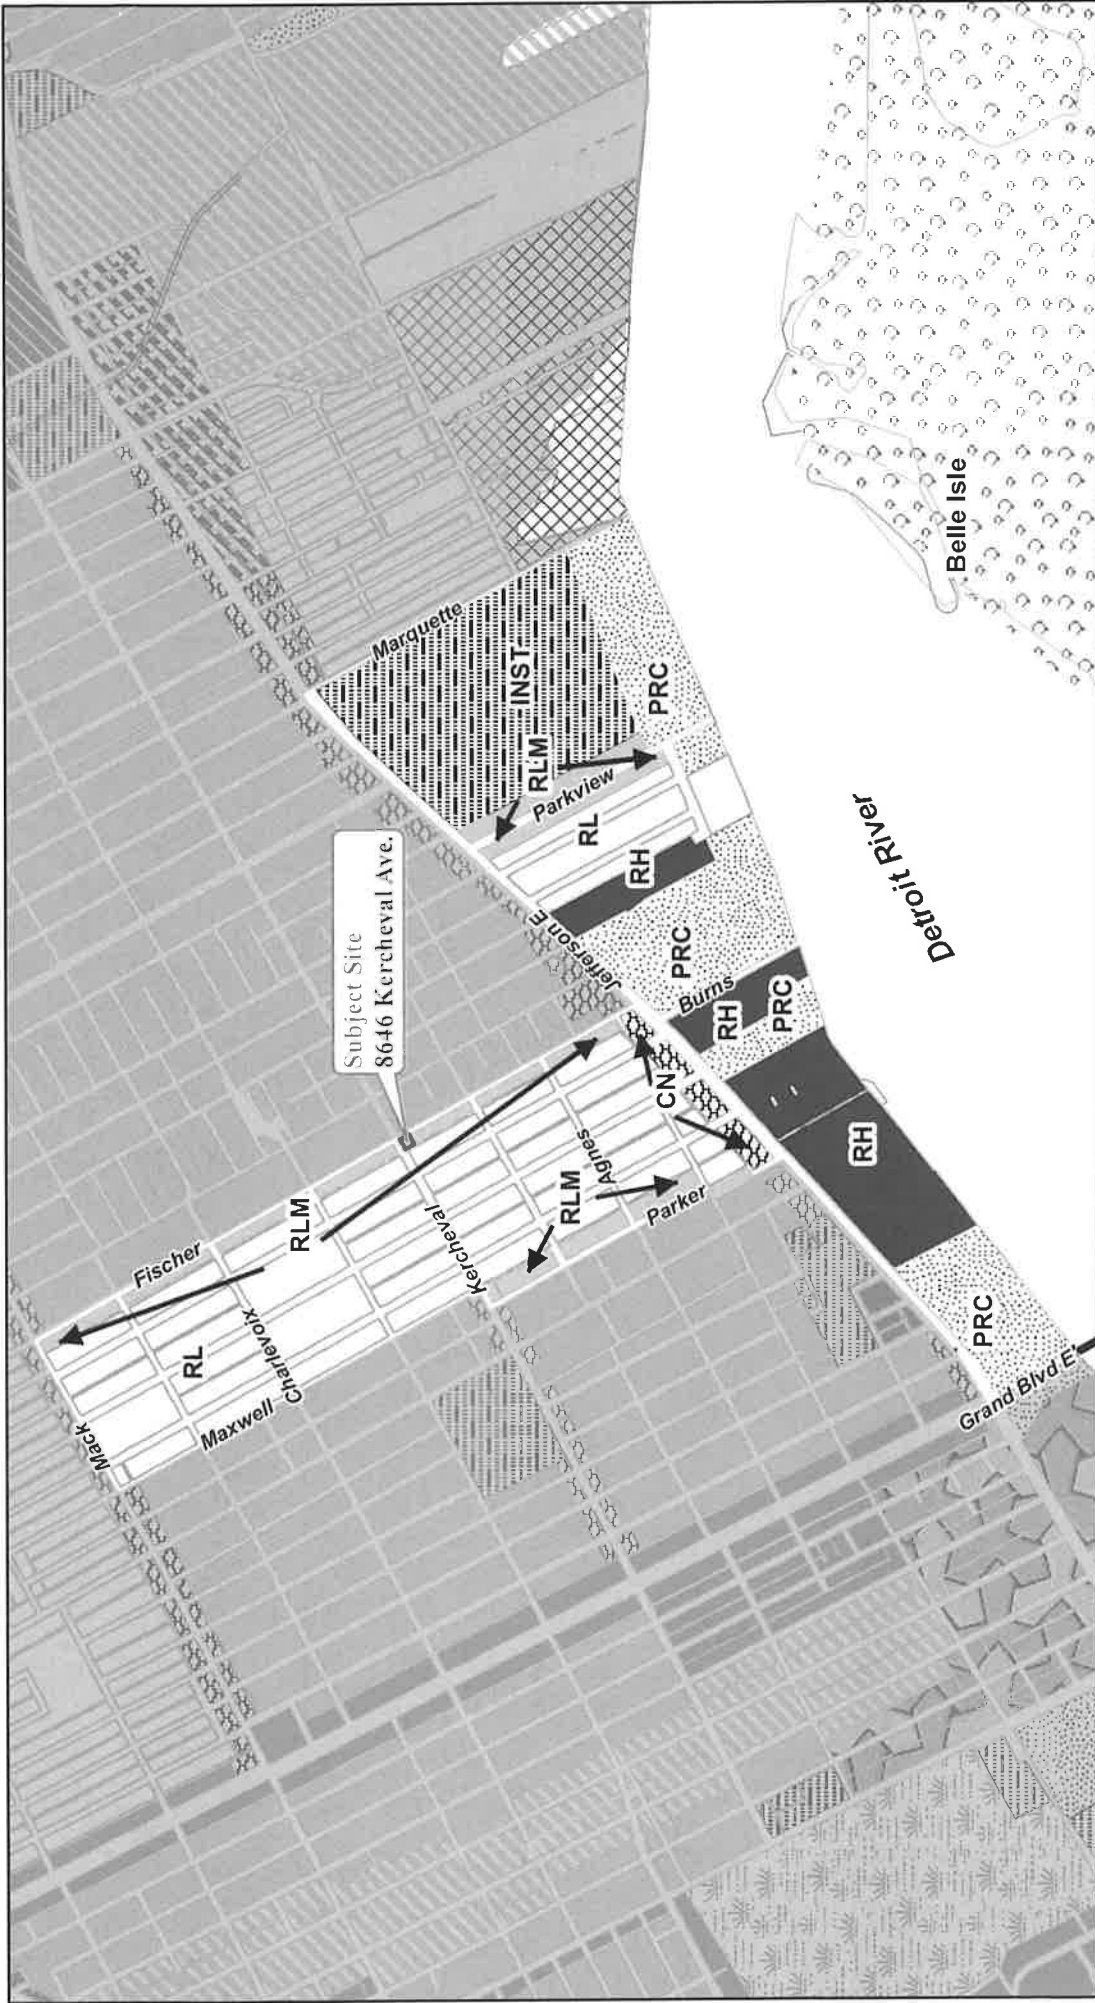 Mack
Fischer
RL
Charlevoix
Maxwell
RLM
Subject Site
8646 Kercheval Ave.
Kercheval
RLM
Agnes
Parker
CN
Jefferson E
Marquette
INST
RLM
Parkview
PRC
RL
RH
PRC
Burns
RH
PRC
RH
PRC
Grand Blvd E
Detroit River
Belle Isle